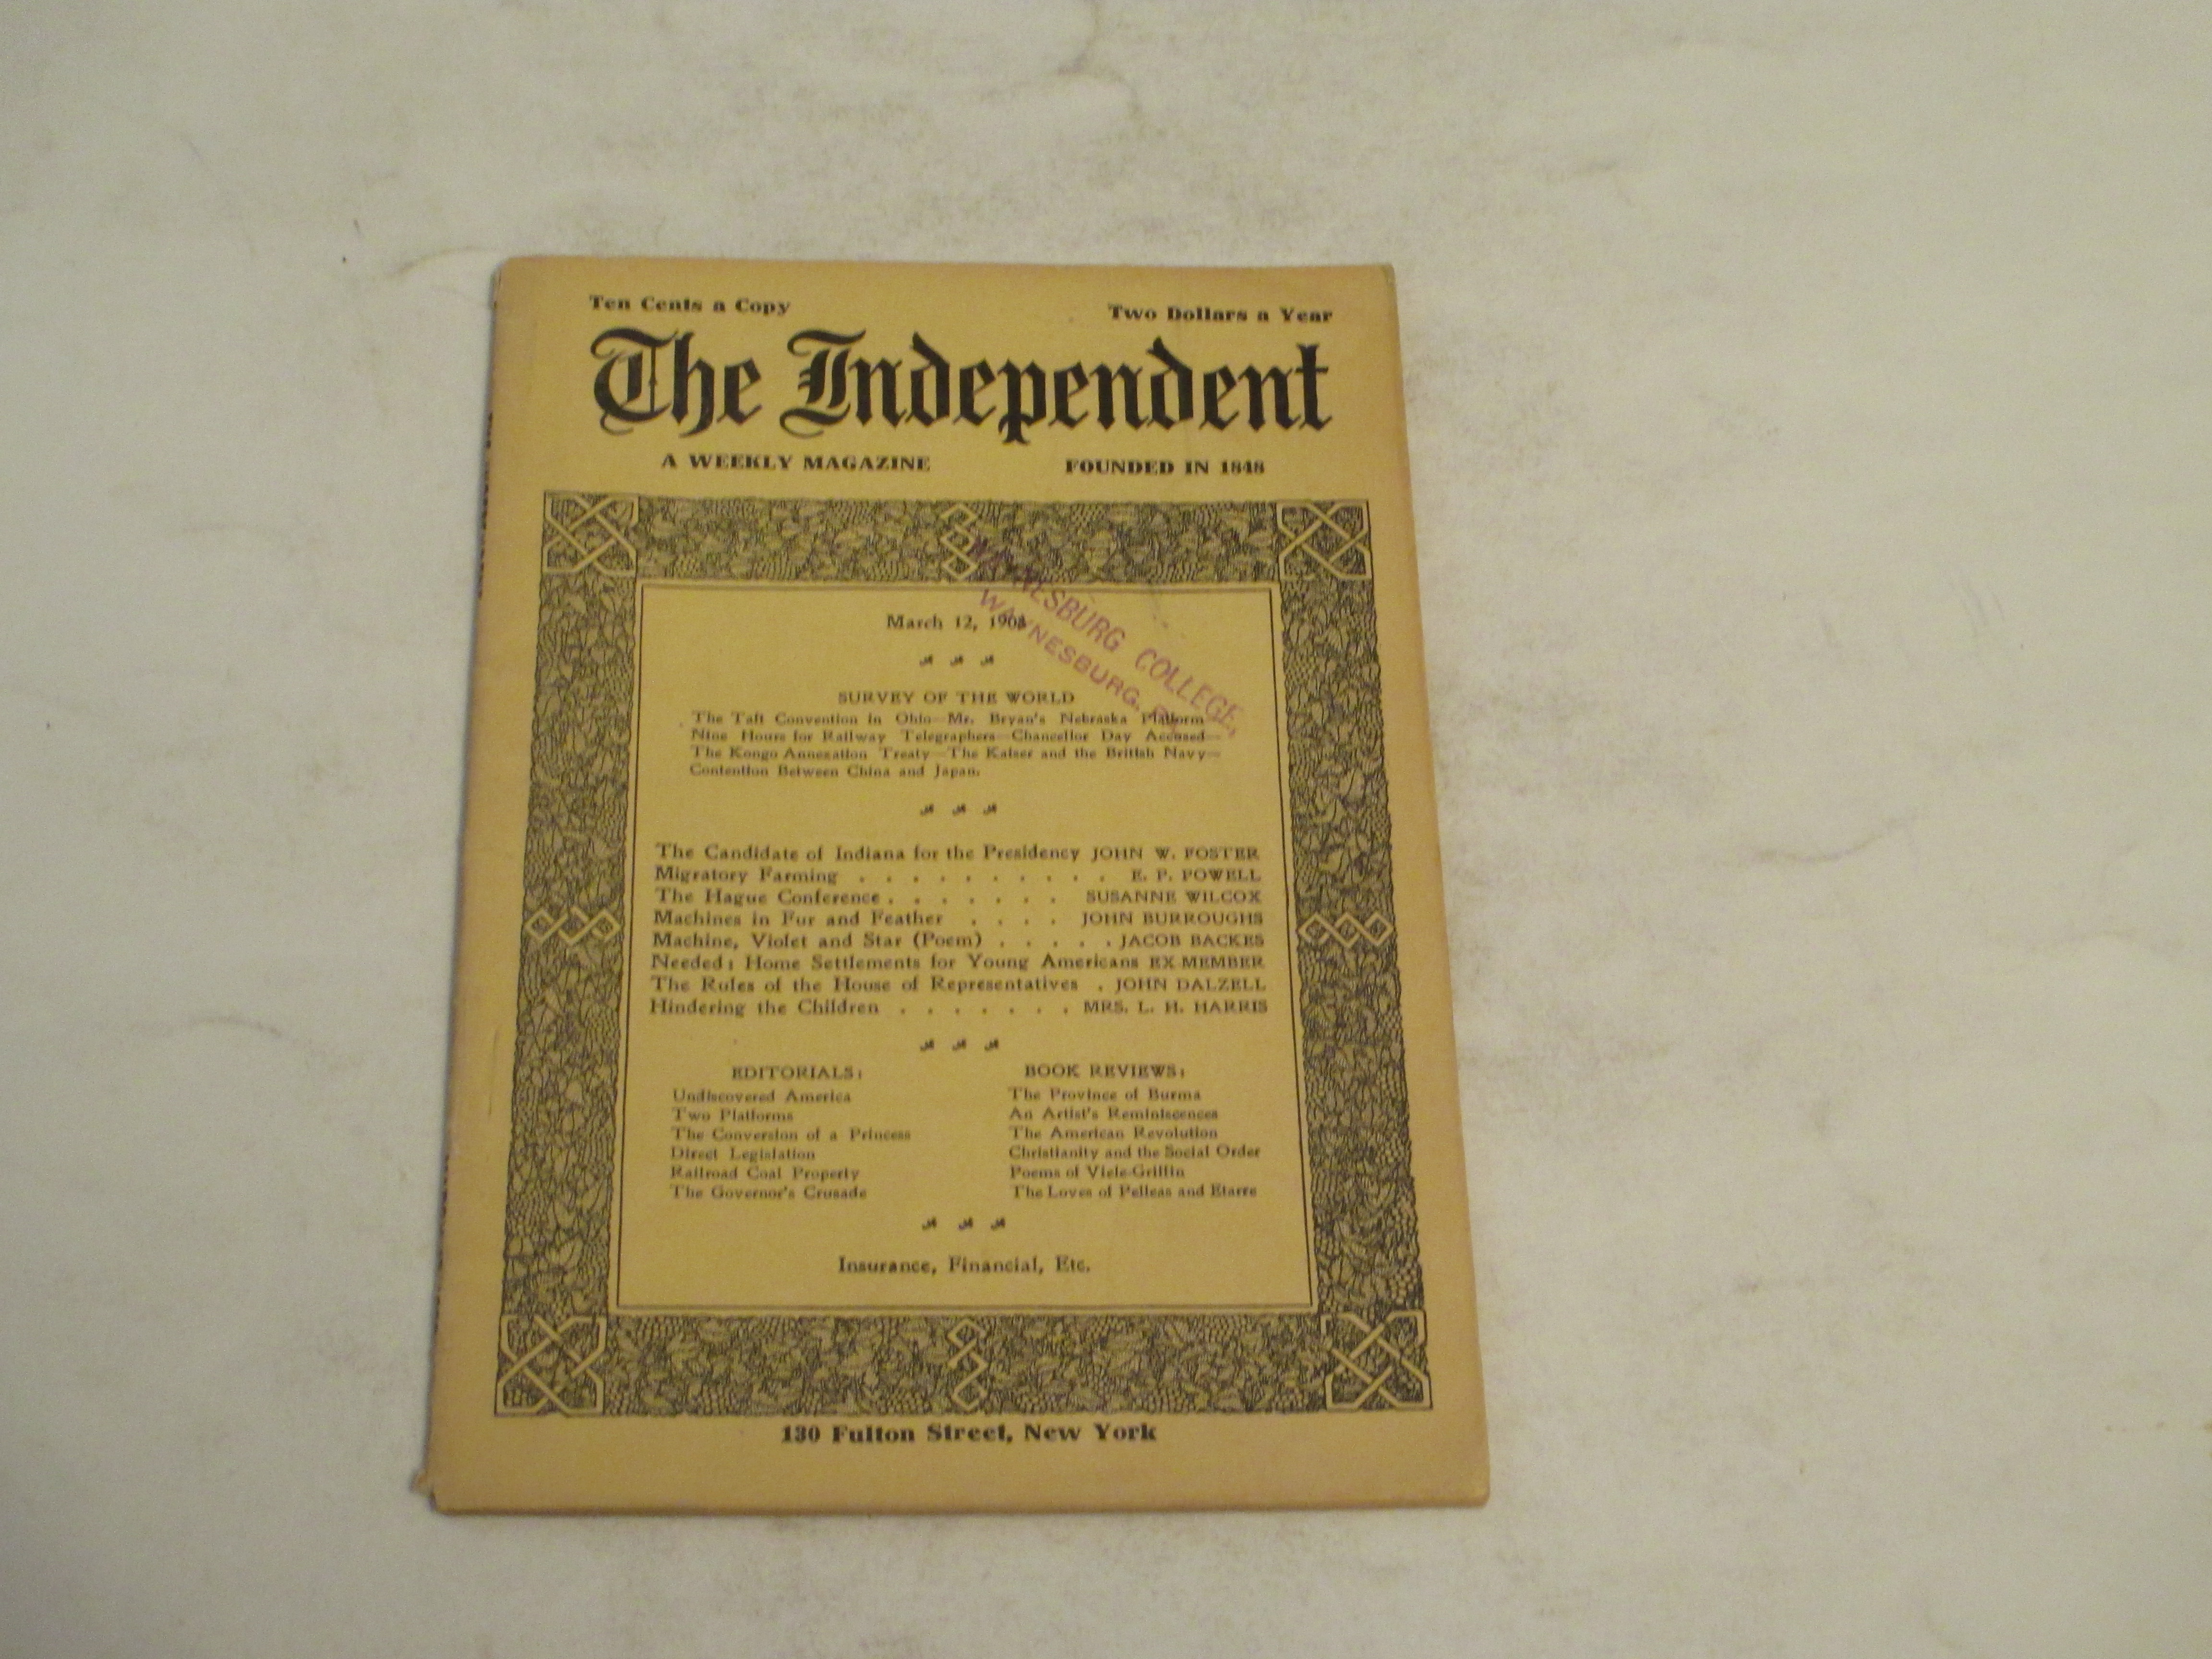 Ten Cents a Copy
Two Dollars a Year
The Independent
A WEEKLY MAGAZINE
FOUNDED IN 1848
March 12, 1908
WAYNESBURG COLLEGE,
WAYNESBURG,
SURVEY OF THE WORLD
The Taft Convention in Ohio—Mr. Bryan's Nebraska Platform—
Nine Hours for Railway Telegraphers—Chancellor Day Accused—
The Kongo Annexation Treaty—The Kaiser and the British Navy—
Contention Between China and Japan.
The Candidate of Indiana for the Presidency JOHN W. FOSTER
Migratory Farming . . . . . . . . . . E. P. POWELL
The Hague Conference . . . . . . . SUSANNE WILCOX
Machines in Fur and Feather . . . . JOHN BURROUGHS
Machine, Violet and Star (Poem) . . . . . JACOB BACKES
Needed: Home Settlements for Young Americans EX MEMBER
The Rules of the House of Representatives . JOHN DALZELL
Hindering the Children . . . . . . . MRS. L. H. HARRIS
EDITORIALS:
Undiscovered America
Two Platforms
The Conversion of a Princess
Direct Legislation
Railroad Coal Property
The Governor's Crusade
BOOK REVIEWS:
The Province of Burma
An Artist's Reminiscences
The American Revolution
Christianity and the Social Order
Poems of Viele-Griffin
The Loves of Pelleas and Etarre
Insurance, Financial, Etc.
130 Fulton Street, New York